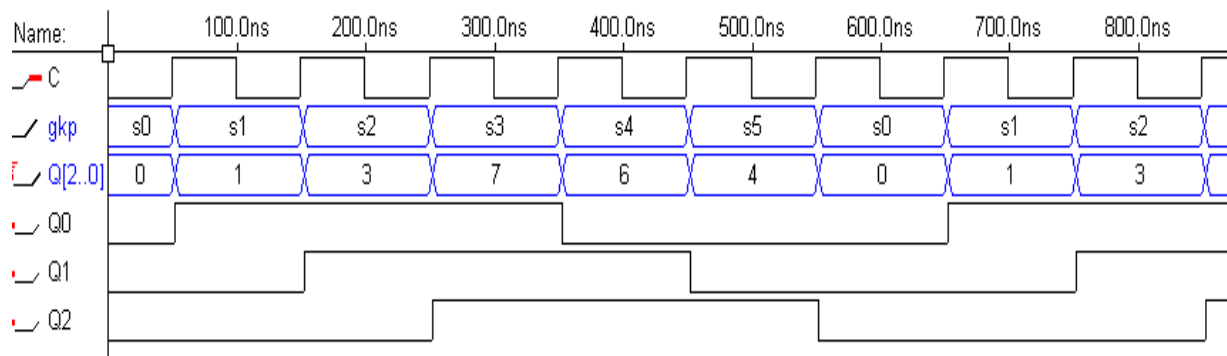 Name: 100.0ns 200.0ns 300.0ns 400.0ns 500.0ns 600.0ns 700.0ns 800.0ns
C
gkp s0 s1 s2 s3 s4 s5 s0 s1 s2
Q[2..0] 0 1 3 7 6 4 0 1 3
Q0
Q1
Q2